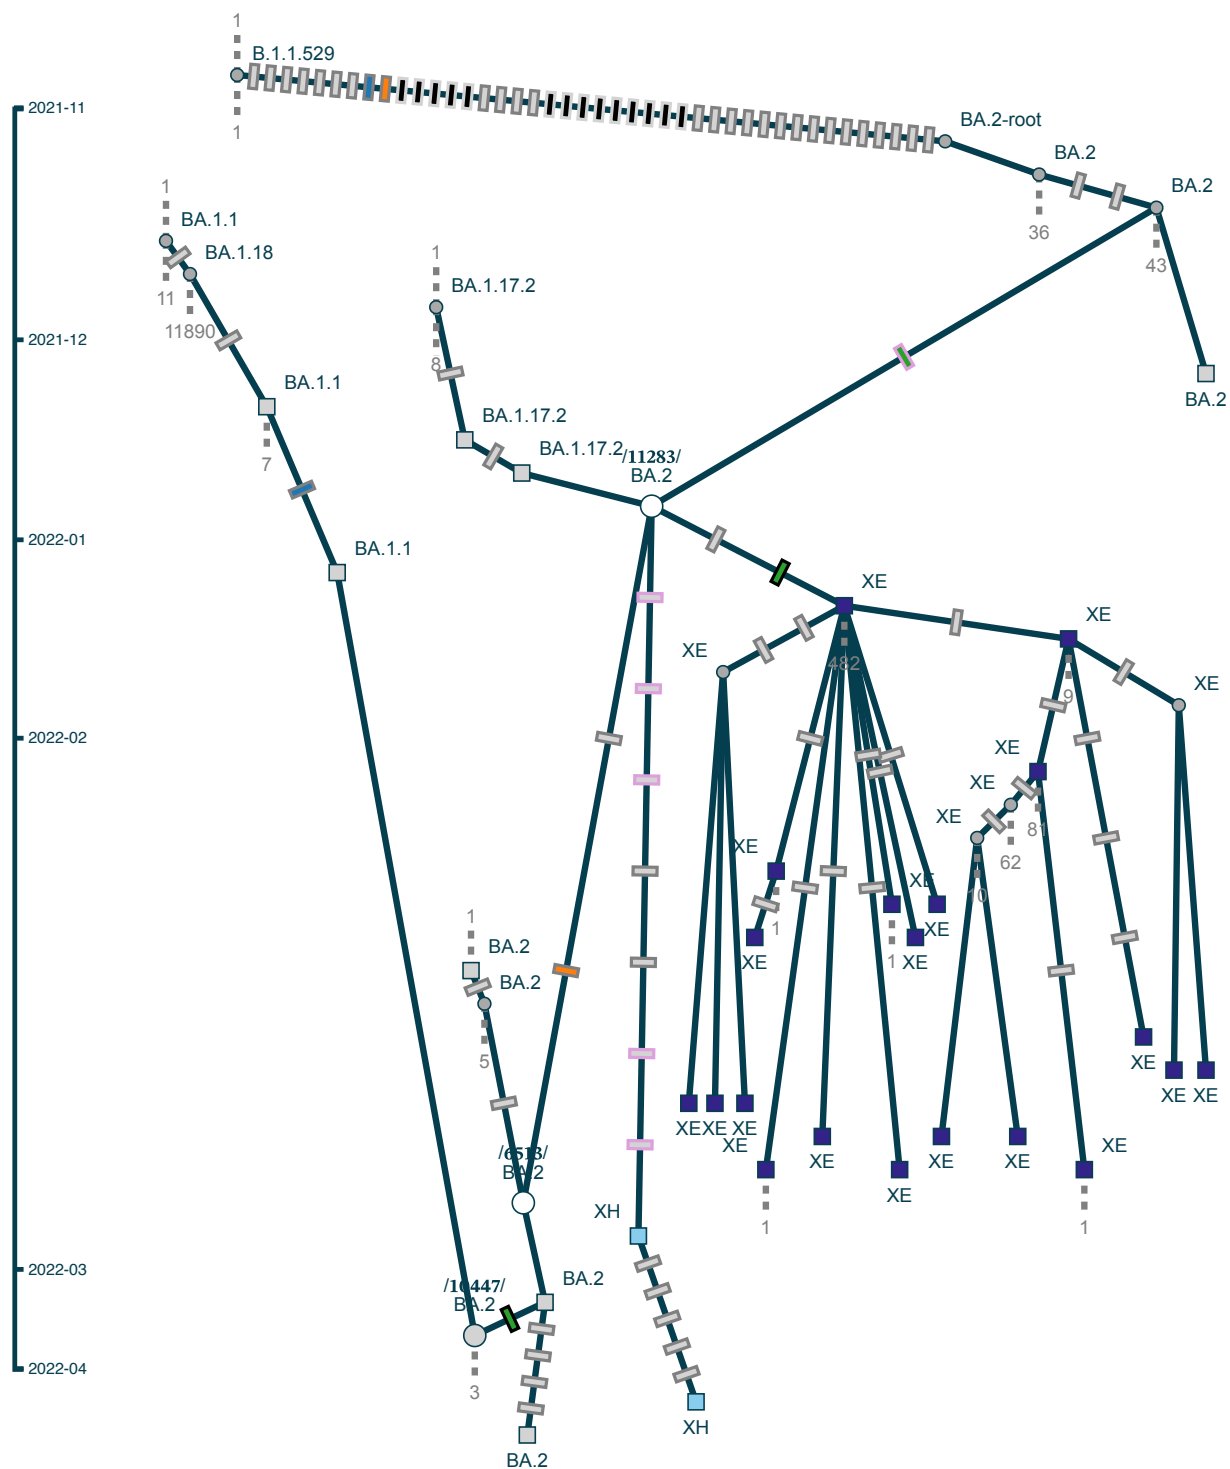 1
B.1.1.529
2021-11
1
BA.2-root
BA.2
BA.2
1
BA.1.1
36
BA.1.18
1
43
BA.1.17.2
11
11890
2021-12
8
BA.1.1
BA.2
BA.1.17.2
BA.1.17.2
/11283/
BA.2
7
2022-01
BA.1.1
XE
XE
XE
482
9
XE
2022-02
XE
XE
XE
81
XE
62
XE
10
1
1
BA.2
XE
XE
XE
1
XE
BA.2
5
XE
XE
XE
XE
XE
XE
XE
XE
XE
XE
XE
XE
/6513/
BA.2
XE
XH
1
1
2022-03
BA.2
/10447/
BA.2
2022-04
3
XH
BA.2